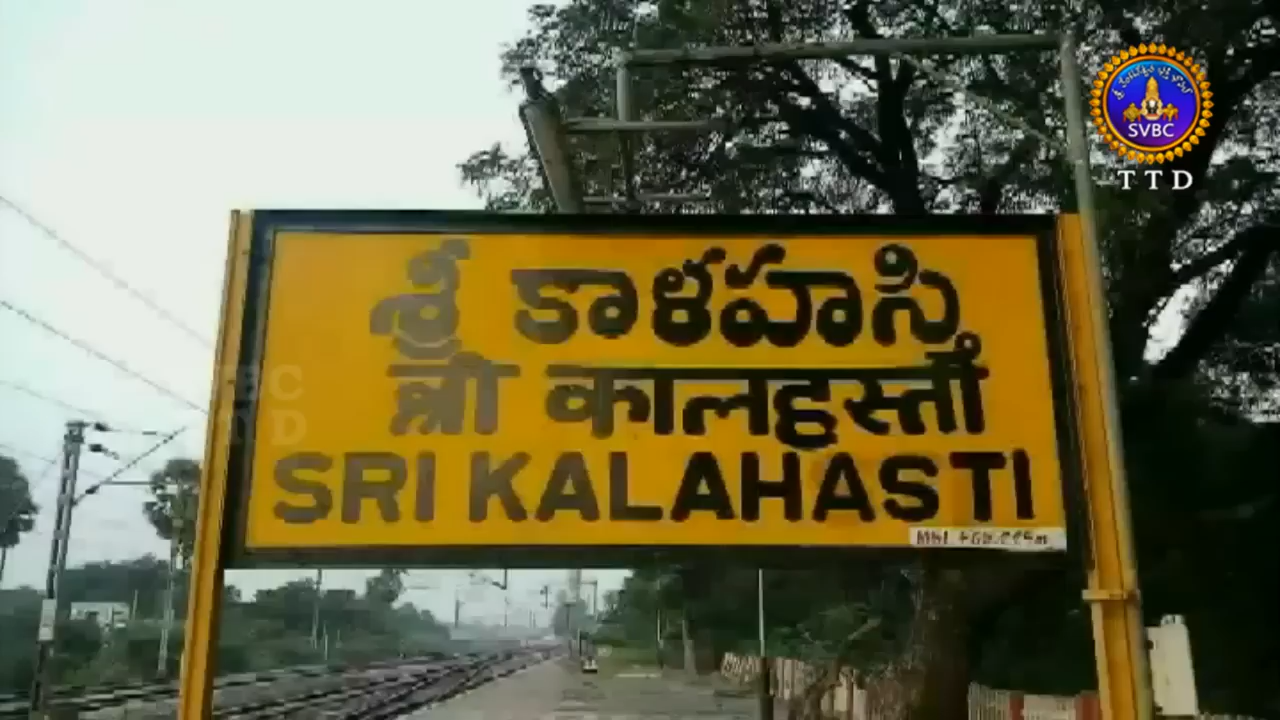 శ్రీ కాళహస్తి
श्री कालहस्ती
SRI KALAHASTI
SVBC
TTD